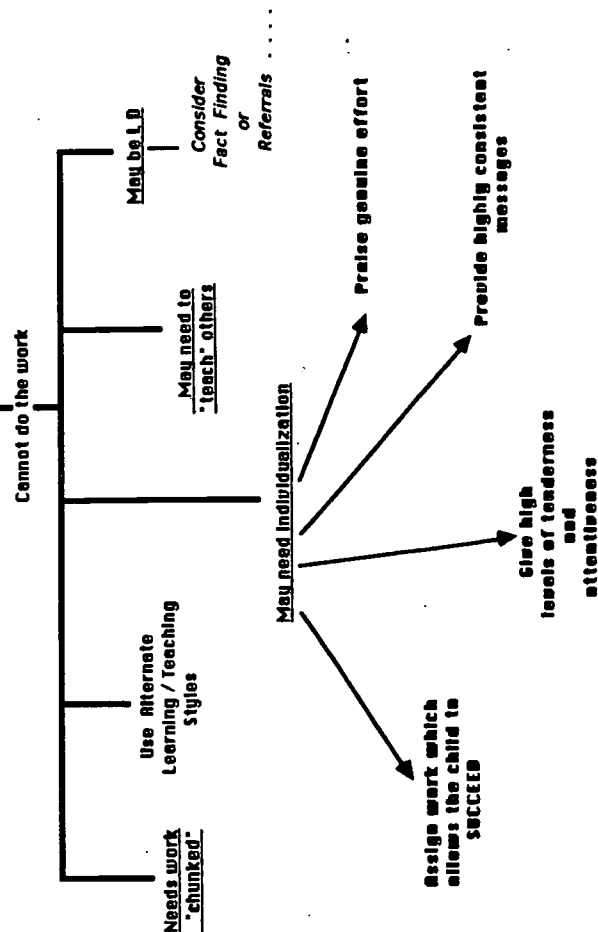 Cannot do the work
Needs work
"chunked"
Use Alternate
Learning / Teaching
Styles
May need individualization
May need to
"teach" others
May be LD
Consider
Fact Finding
or
Referrals . . . .
Assign work which
allows the child to
SUCCEED
Give high
levels of tenderness
and
attentiveness
Provide highly consistent
messages
Praise genuine effort